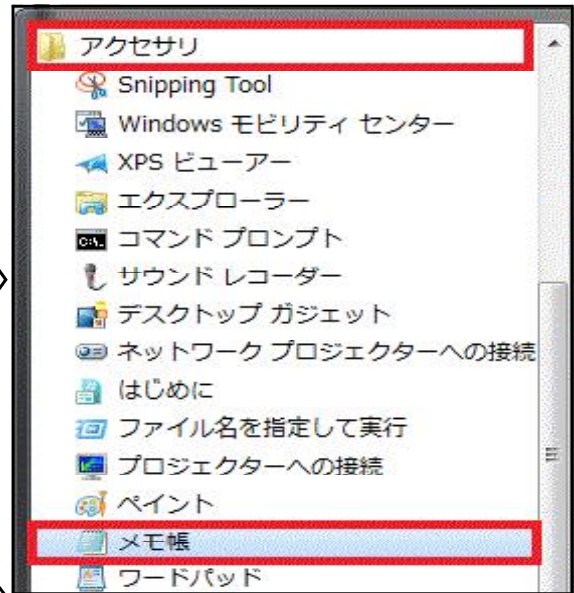 アクセサリ
Snipping Tool
Windows モビリティ センター
XPS ビューアー
エクスプローラー
コマンド プロンプト
サウンド レコーダー
デスクトップ ガジェット
ネットワーク プロジェクターへの接続
はじめに
ファイル名を指定して実行
プロジェクターへの接続
ペイント
メモ帳
ワードパッド